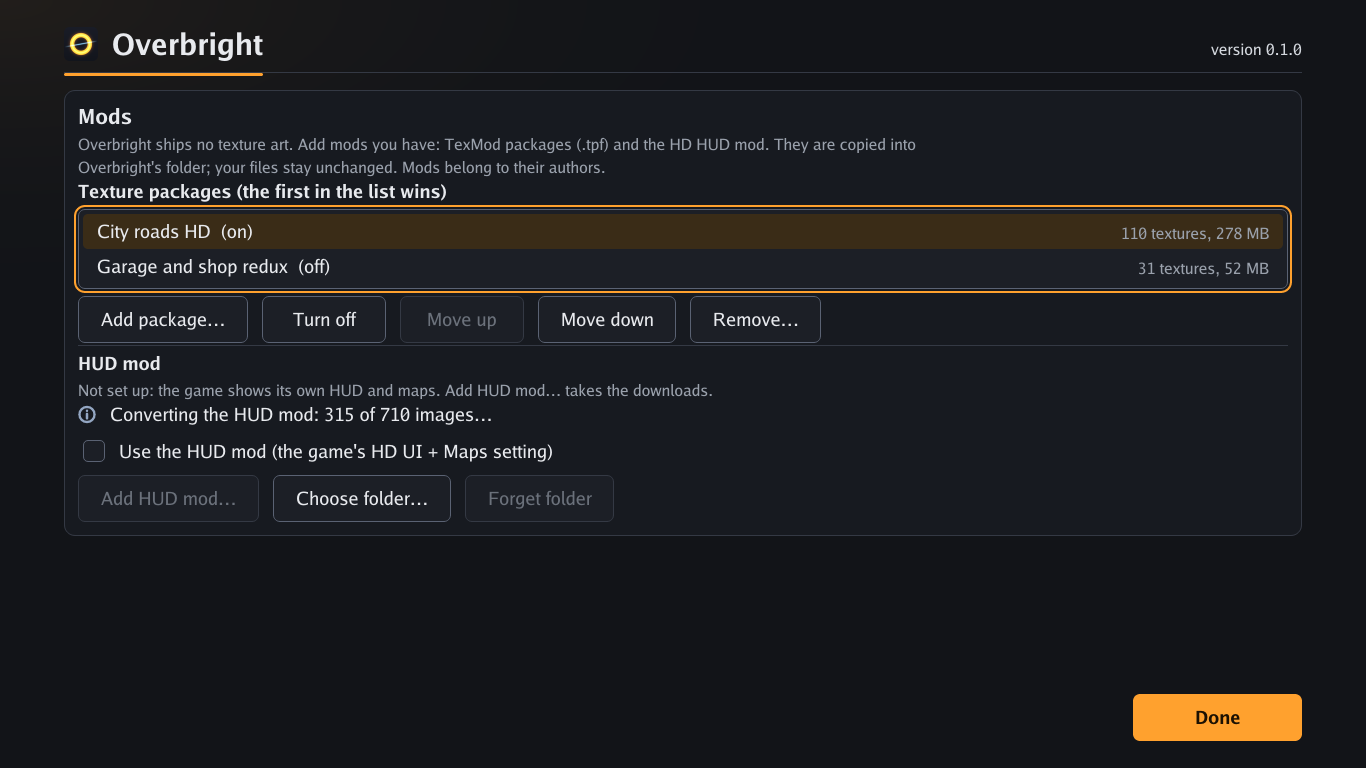 Overbright
version 0.1.0
Mods
Overbright ships no texture art. Add mods you have: TexMod packages (.tpf) and the HD HUD mod. They are copied into
Overbright's folder; your files stay unchanged. Mods belong to their authors.
Texture packages (the first in the list wins)
City roads HD (on)
110 textures, 278 MB
Garage and shop redux (off)
31 textures, 52 MB
Add package…
Turn off
Move up
Move down
Remove…
HUD mod
Not set up: the game shows its own HUD and maps. Add HUD mod… takes the downloads.
Converting the HUD mod: 315 of 710 images…
Use the HUD mod (the game's HD UI + Maps setting)
Add HUD mod…
Choose folder…
Forget folder
Done